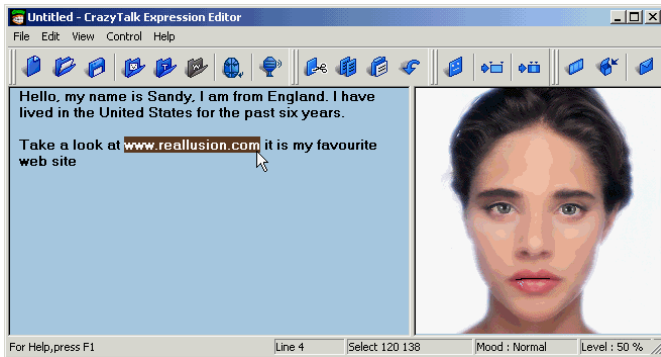 Untitled - CrazyTalk Expression Editor
File Edit View Control Help
Hello, my name is Sandy, I am from England. I have
lived in the United States for the past six years.
Take a look at www.reallusion.com it is my favourite
web site
For Help,press F1 Line 4 Select 120 138 Mood : Normal Level : 50 %